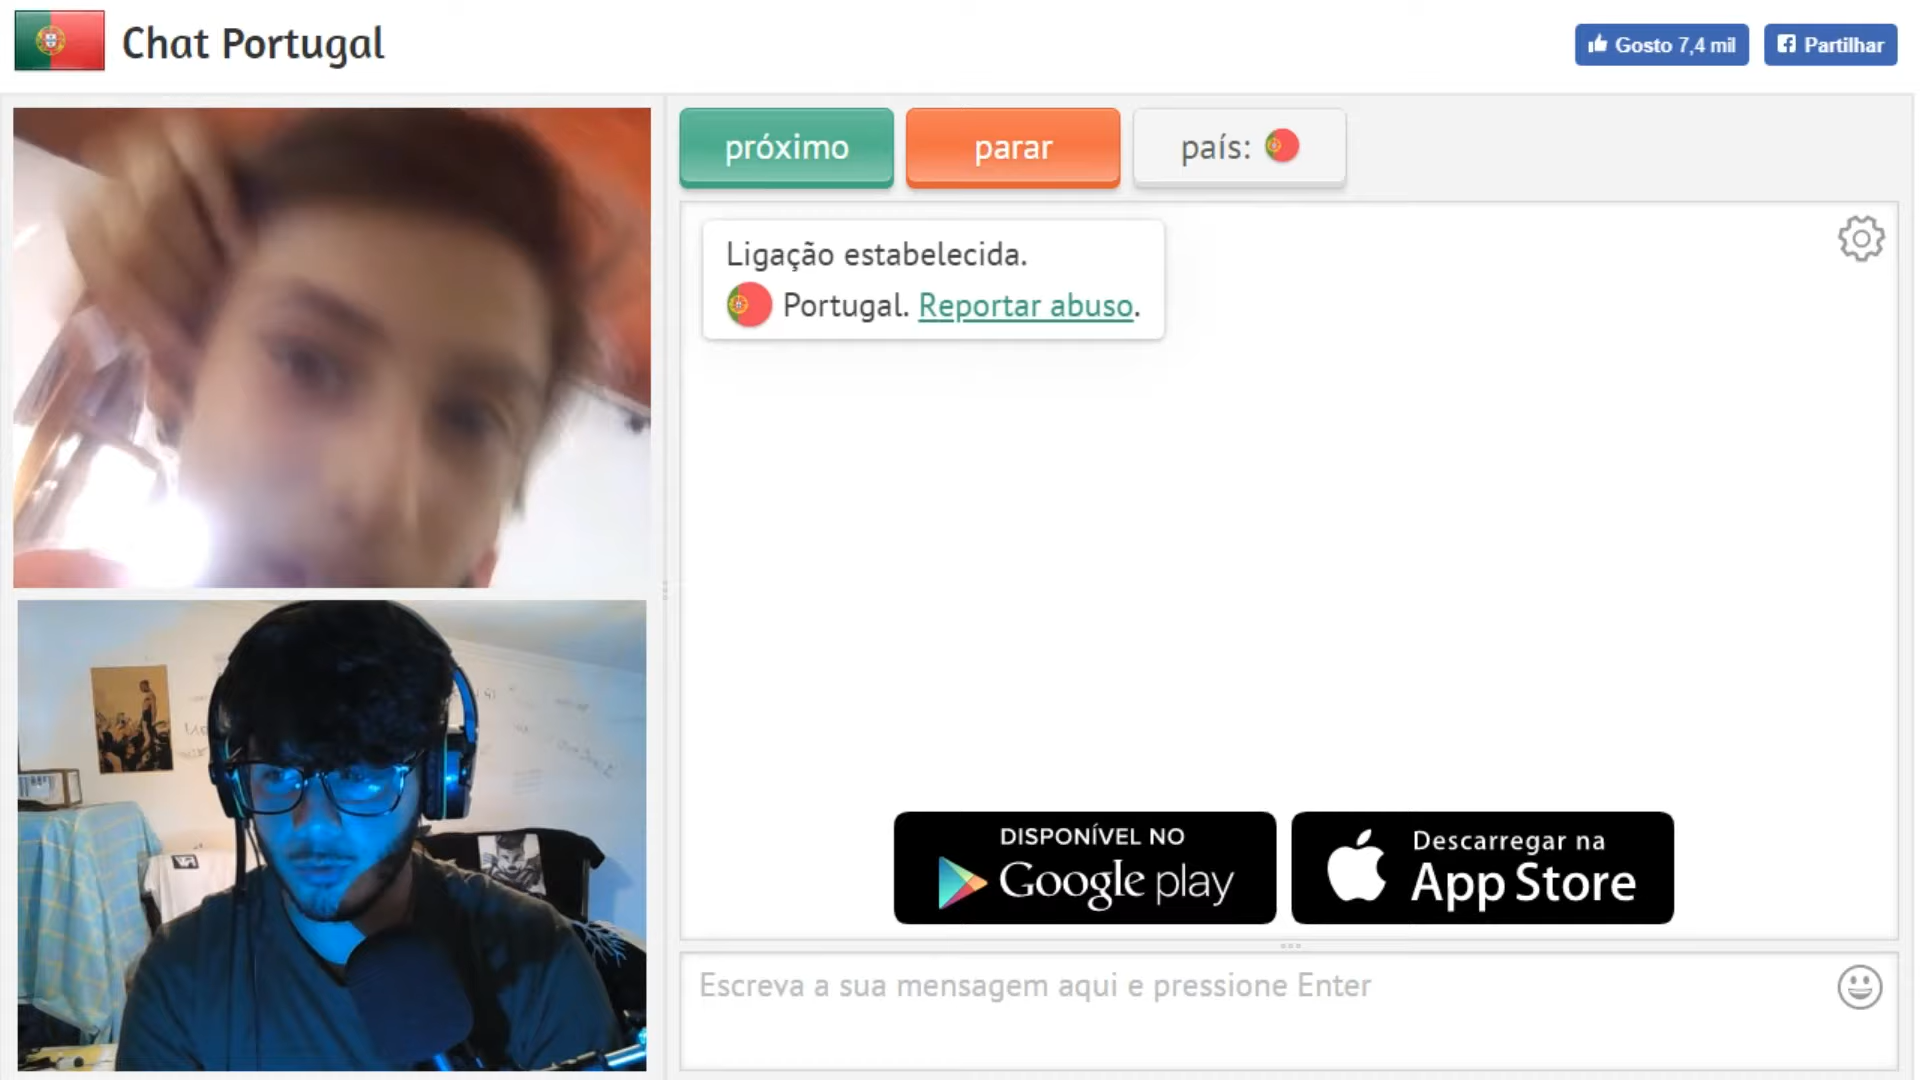 Chat Portugal
Gosto 7,4 mil
Partilhar
próximo
parar
país:
Ligação estabelecida.
Portugal. Reportar abuso.
DISPONÍVEL NO
Google play
Descarregar na
App Store
Escreva a sua mensagem aqui e pressione Enter